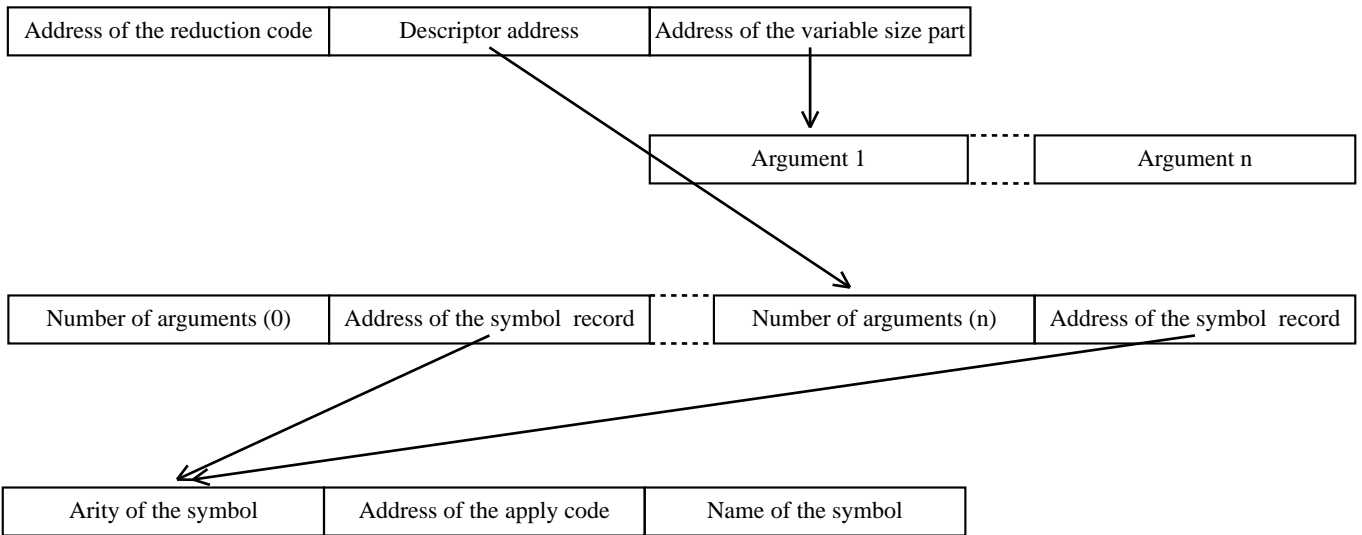 Address of the reduction code
Descriptor address
Address of the variable size part
Argument 1
Argument n
Number of arguments (0)
Address of the symbol record
Number of arguments (n)
Address of the symbol record
Arity of the symbol
Address of the apply code
Name of the symbol